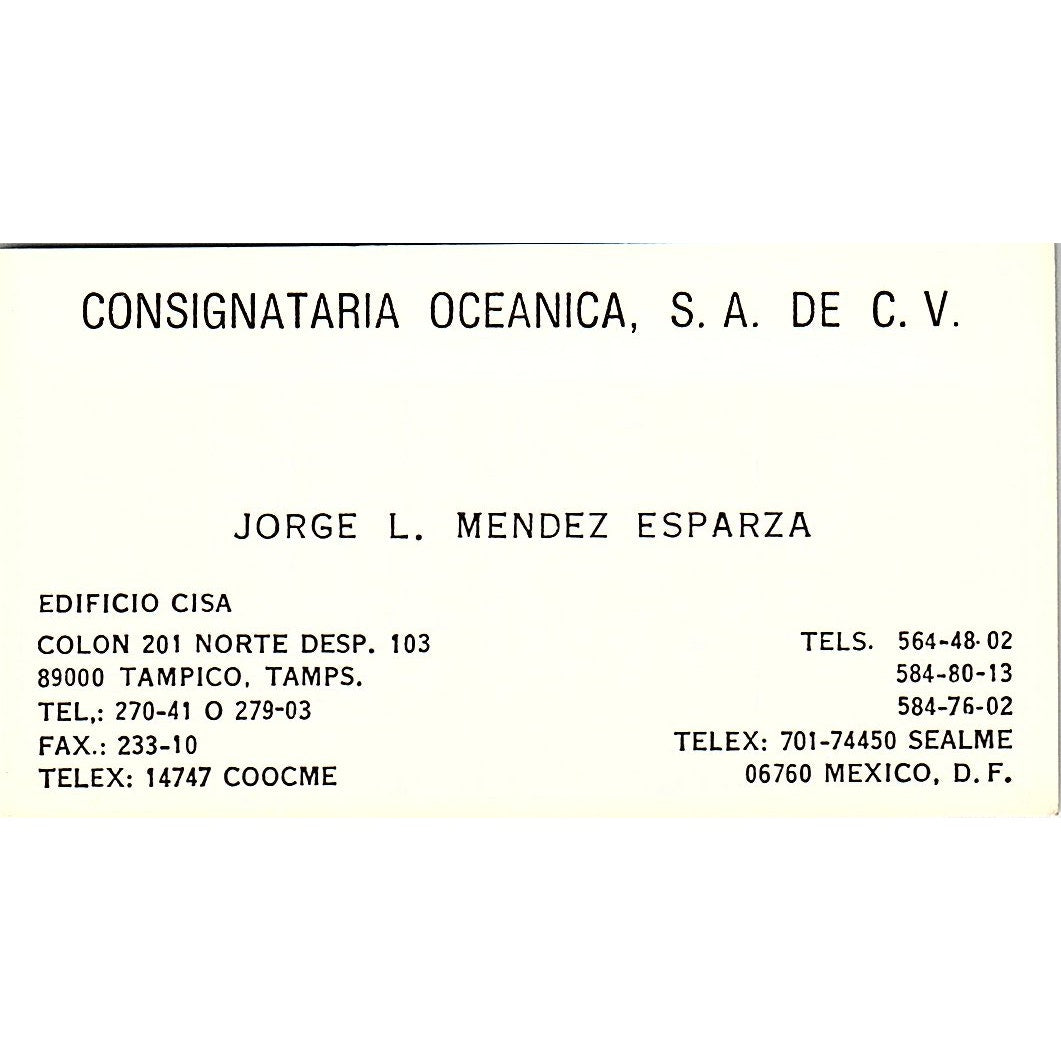 CONSIGNATARIA OCEANICA, S. A. DE C. V.
JORGE L. MENDEZ ESPARZA
EDIFICIO CISA
COLON 201 NORTE DESP. 103
89000 TAMPICO, TAMPS.
TEL,: 270-41 O 279-03
FAX.: 233-10
TELEX: 14747 COOCME
TELS. 564-48-02
584-80-13
584-76-02
TELEX: 701-74450 SEALME
06760 MEXICO, D. F.